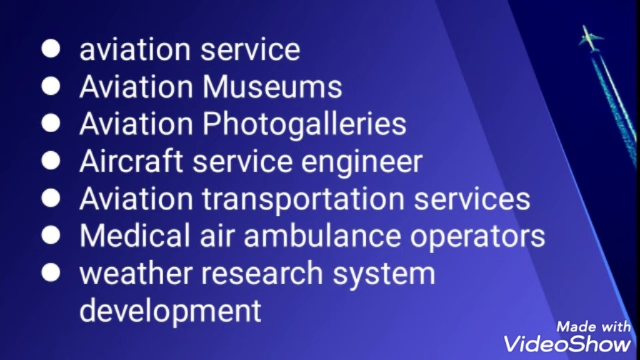 ● aviation service
● Aviation Museums
● Aviation Photogalleries
● Aircraft service engineer
● Aviation transportation services
● Medical air ambulance operators
● weather research system
development
Made with
VideoShow